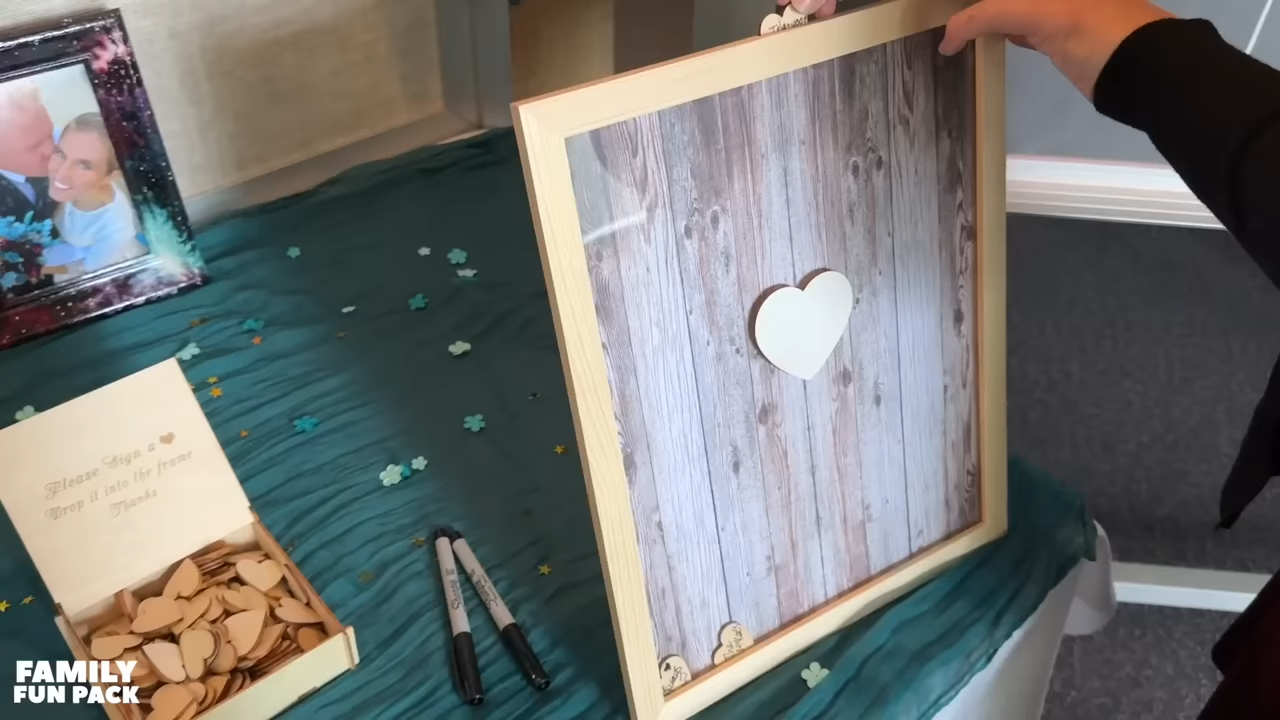 Please Sign a
Drop it into the frame
Thanks
Sharpie
Sharpie
FAMILY
FUN PACK